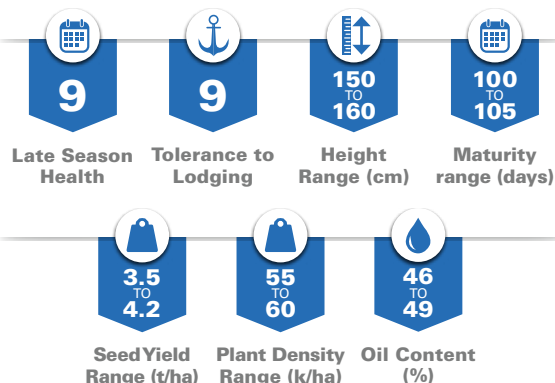 9
9
150
TO
160
100
TO
105
Late Season
Health
Tolerance to
Lodging
Height
Range (cm)
Maturity
range (days)
3.5
TO
4.2
55
TO
60
46
TO
49
Seed Yield
Range (t/ha)
Plant Density
Range (k/ha)
Oil Content
(%)